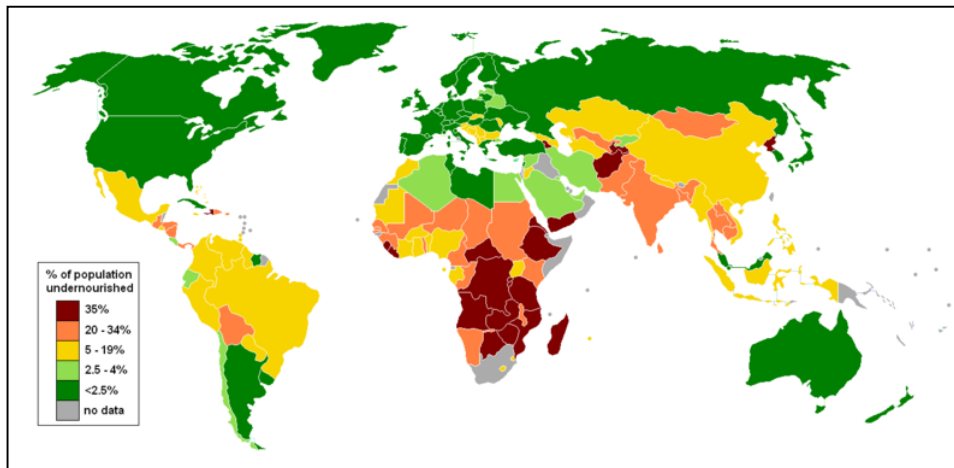 % of population
undernourished
35%
20 - 34%
5 - 19%
2.5 - 4%
<2.5%
no data